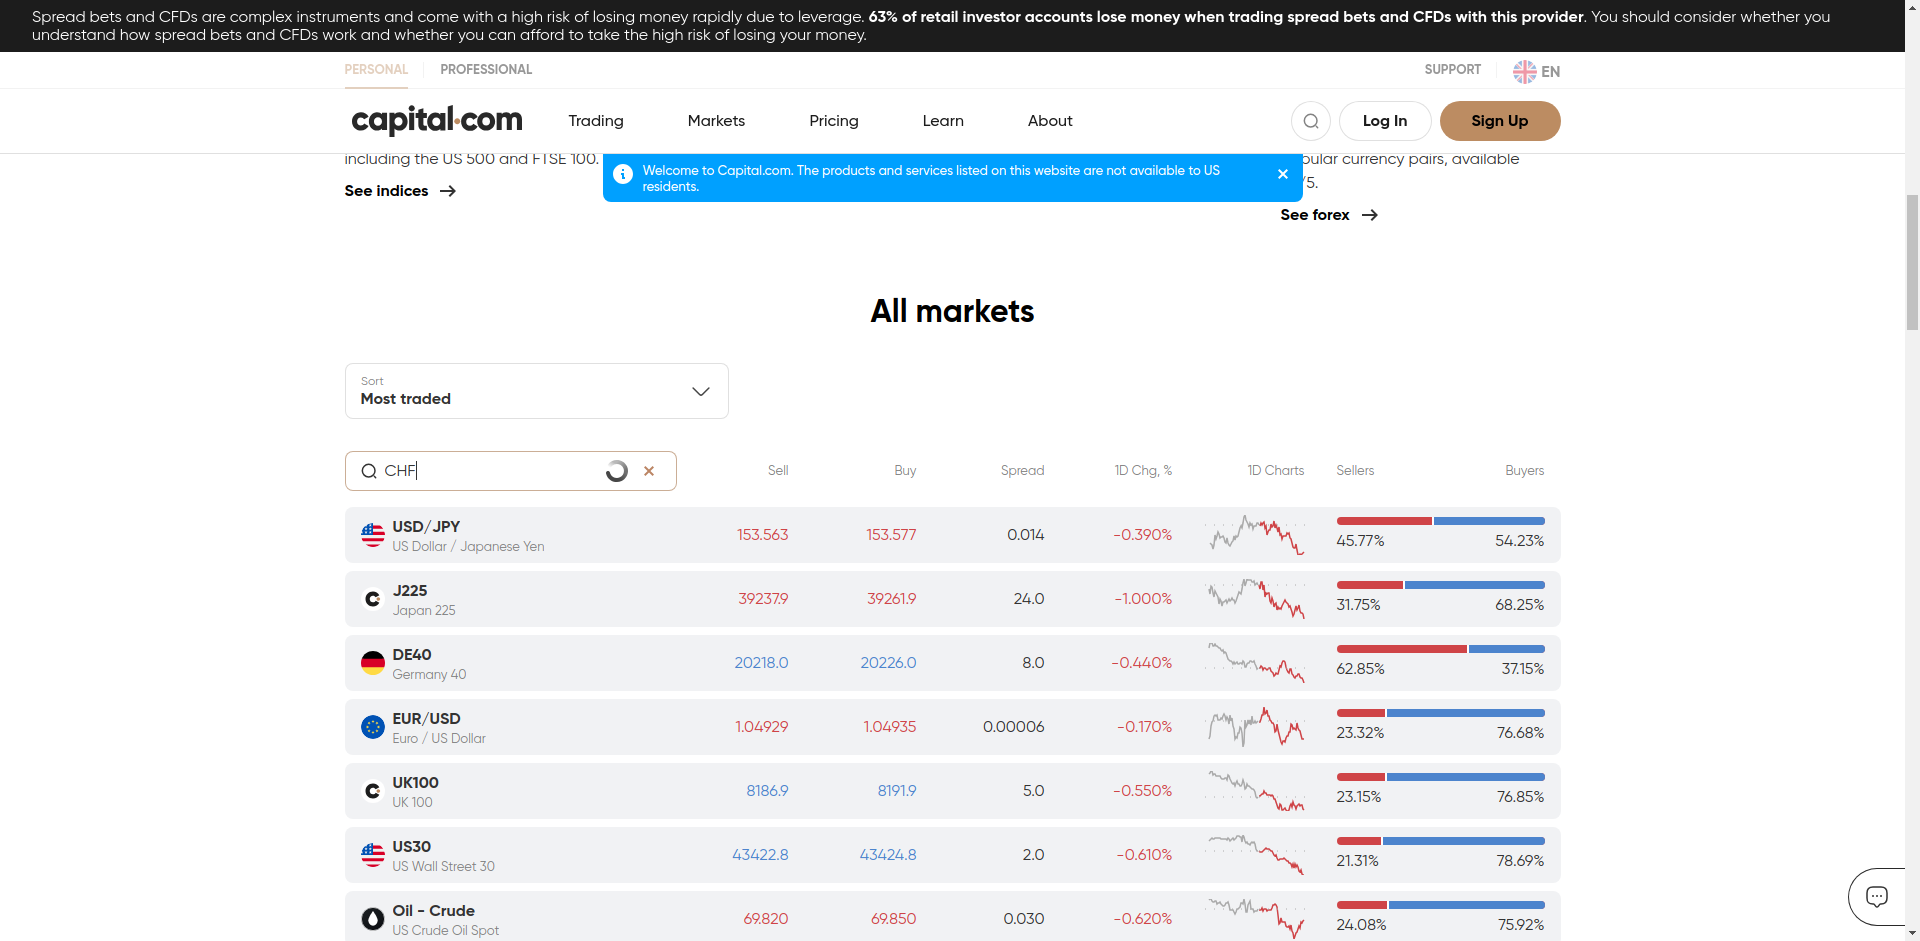 Spread bets and CFDs are complex instruments and come with a high risk of losing money rapidly due to leverage. 63% of retail investor accounts lose money when trading spread bets and CFDs with this provider. You should consider whether you
understand how spread bets and CFDs work and whether you can afford to take the high risk of losing your money.
PERSONAL PROFESSIONAL SUPPORT EN
capital.com Trading Markets Pricing Learn About Log In Sign Up
including the US 500 and FTSE 100.
Welcome to Capital.com. The products and services listed on this website are not available to US
residents.
currency pairs, available
/5.
See indices
See forex
All markets
Sort
Most traded
CHF Sell Buy Spread 1D Chg, % 1D Charts Sellers Buyers
USD/JPY
US Dollar / Japanese Yen
153.563 153.577 0.014 -0.390% 45.77% 54.23%
J225
Japan 225
39237.9 39261.9 24.0 -1.000% 31.75% 68.25%
DE40
Germany 40
20218.0 20226.0 8.0 -0.440% 62.85% 37.15%
EUR/USD
Euro / US Dollar
1.04929 1.04935 0.00006 -0.170% 23.32% 76.68%
UK100
UK 100
8186.9 8191.9 5.0 -0.550% 23.15% 76.85%
US30
US Wall Street 30
43422.8 43424.8 2.0 -0.610% 21.31% 78.69%
Oil - Crude
US Crude Oil Spot
69.820 69.850 0.030 -0.620% 24.08% 75.92%